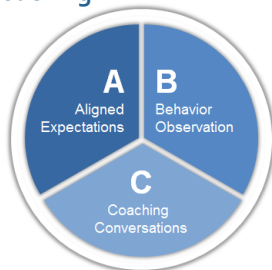 A
Aligned
Expectations
B
Behavior
Observation
C
Coaching
Conversations